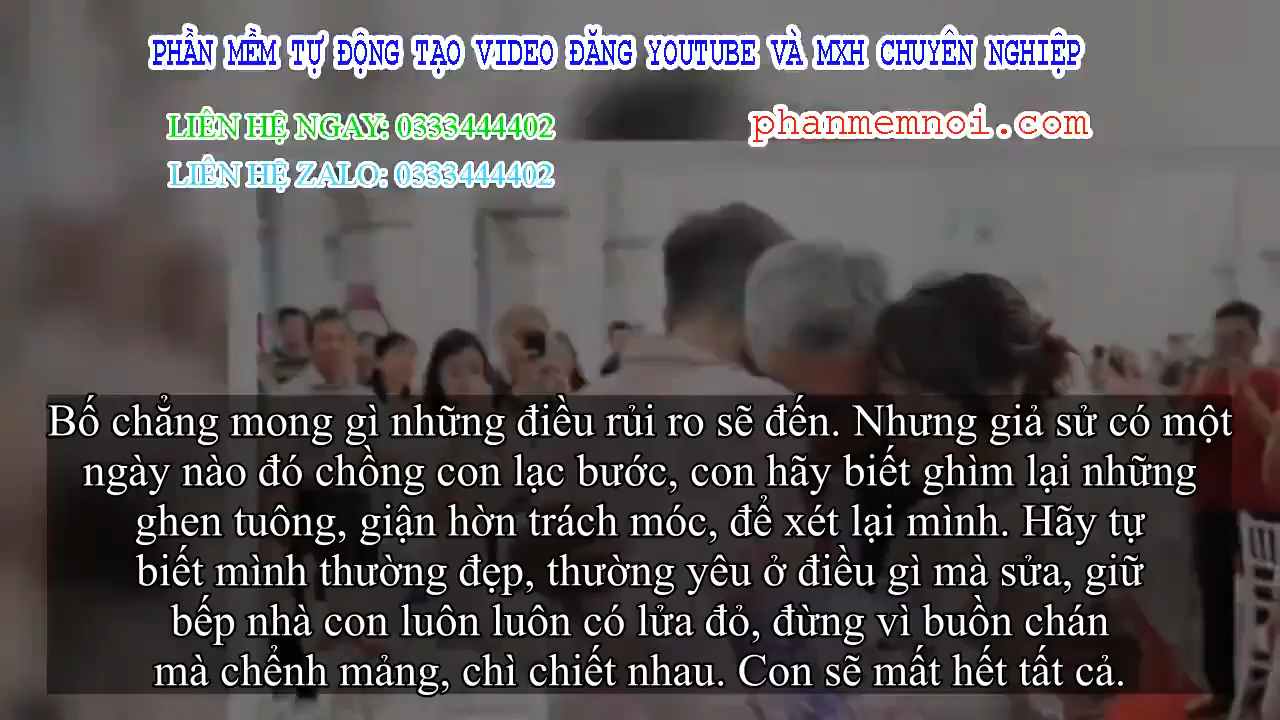 PHẦN MỀM TỰ ĐỘNG TẠO VIDEO ĐĂNG YOUTUBE VÀ MXH CHUYÊN NGHIỆP
LIÊN HỆ NGAY: 0333444402
phanmemnoi.com
LIÊN HỆ ZALO: 0333444402
Bố chẳng mong gì những điều rủi ro sẽ đến. Nhưng giả sử có một
ngày nào đó chồng con lạc bước, con hãy biết ghìm lại những
ghen tuông, giận hờn trách móc, để xét lại mình. Hãy tự
biết mình thường đẹp, thường yêu ở điều gì mà sửa, giữ
bếp nhà con luôn luôn có lửa đỏ, đừng vì buồn chán
mà chểnh mảng, chì chiết nhau. Con sẽ mất hết tất cả.